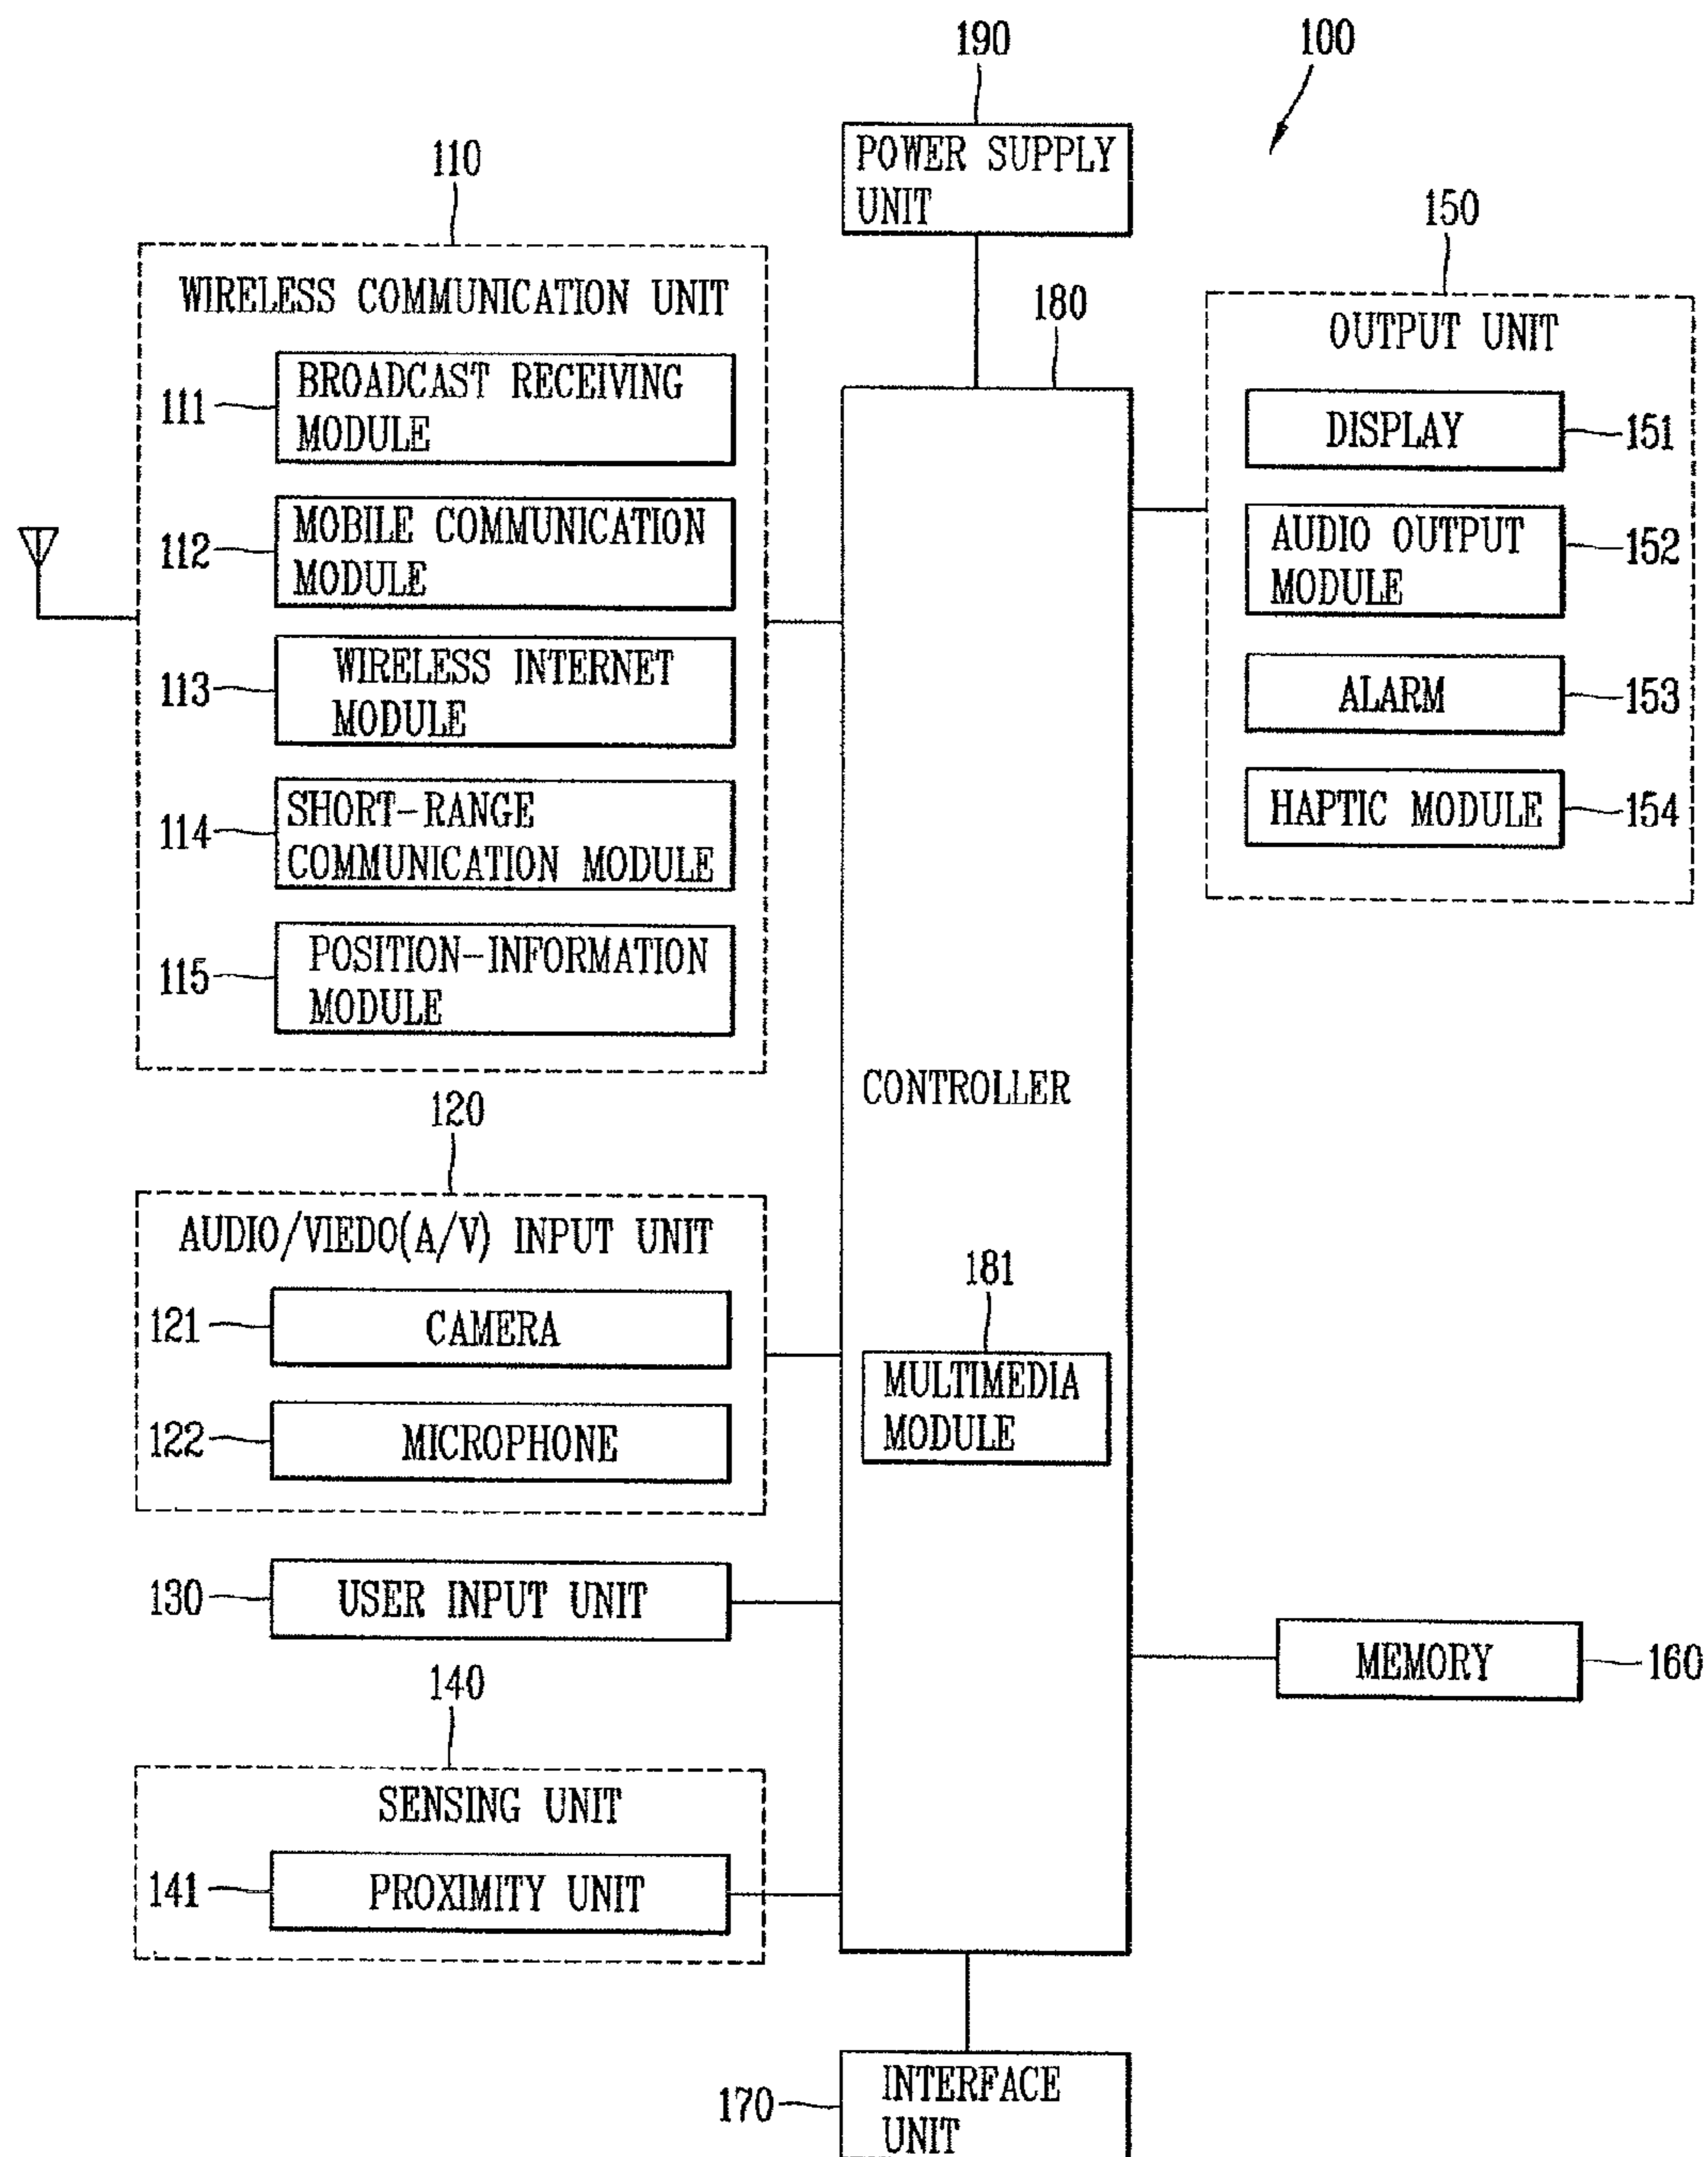 190
100
POWER SUPPLY
UNIT
110
WIRELESS COMMUNICATION UNIT
111
BROADCAST RECEIVING
MODULE
112
MOBILE COMMUNICATION
MODULE
113
WIRELESS INTERNET
MODULE
114
SHORT-RANGE
COMMUNICATION MODULE
115
POSITION-INFORMATION
MODULE
120
AUDIO/VIEDO(A/V) INPUT UNIT
121
CAMERA
122
MICROPHONE
130
USER INPUT UNIT
140
SENSING UNIT
141
PROXIMITY UNIT
180
CONTROLLER
181
MULTIMEDIA
MODULE
150
OUTPUT UNIT
DISPLAY
151
AUDIO OUTPUT
MODULE
152
ALARM
153
HAPTIC MODULE
154
MEMORY
160
170
INTERFACE
UNIT